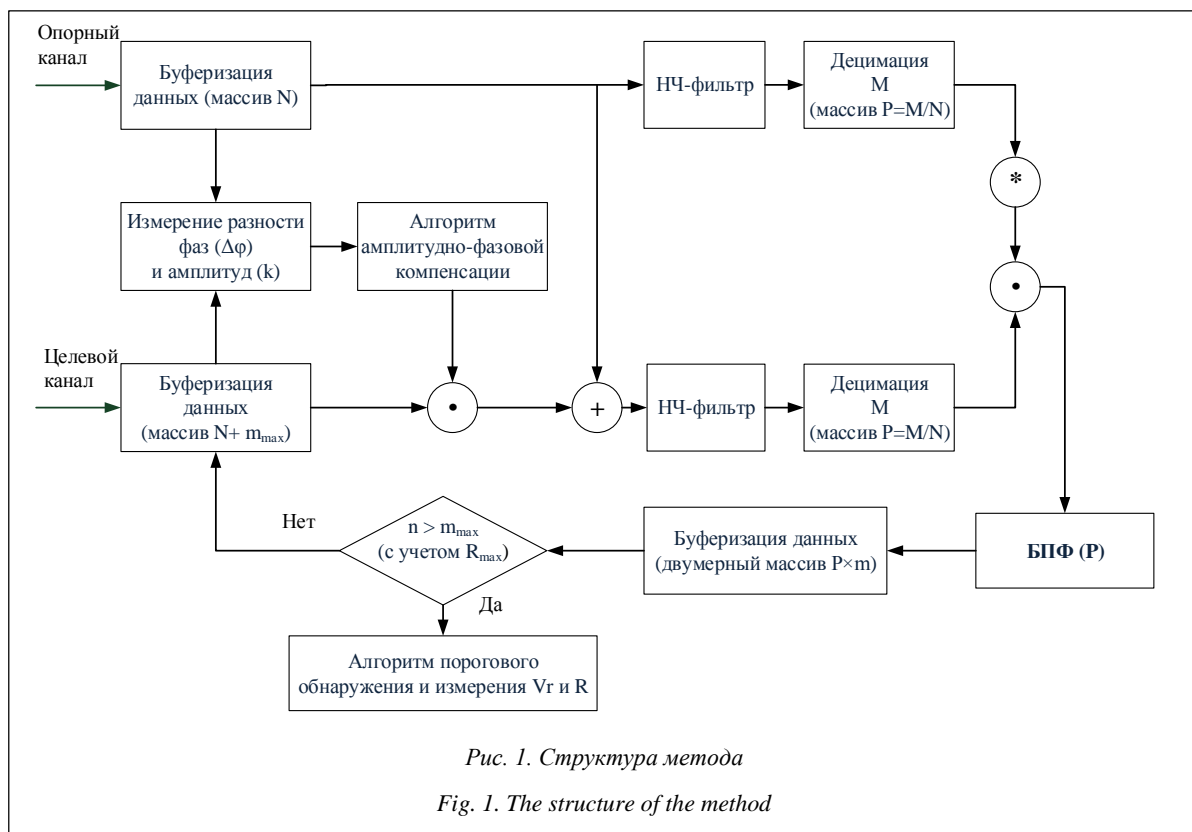 Опорный
канал
Буферизация
данных (массив N)
НЧ-фильтр
Децимация
М
(массив P=M/N)
*
Измерение разности
фаз (Δφ)
и амплитуд (k)
Алгоритм
амплитудно-фазовой
компенсации
•
Целевой
канал
Буферизация
данных
(массив N+ mmax)
•
+
НЧ-фильтр
Децимация
М
(массив P=M/N)
Нет
n > mmax
(с учетом Rmax)
Да
Буферизация данных
(двумерный массив P×m)
БПФ (P)
Алгоритм порогового
обнаружения и измерения Vr и R
Рис. 1. Структура метода
Fig. 1. The structure of the method